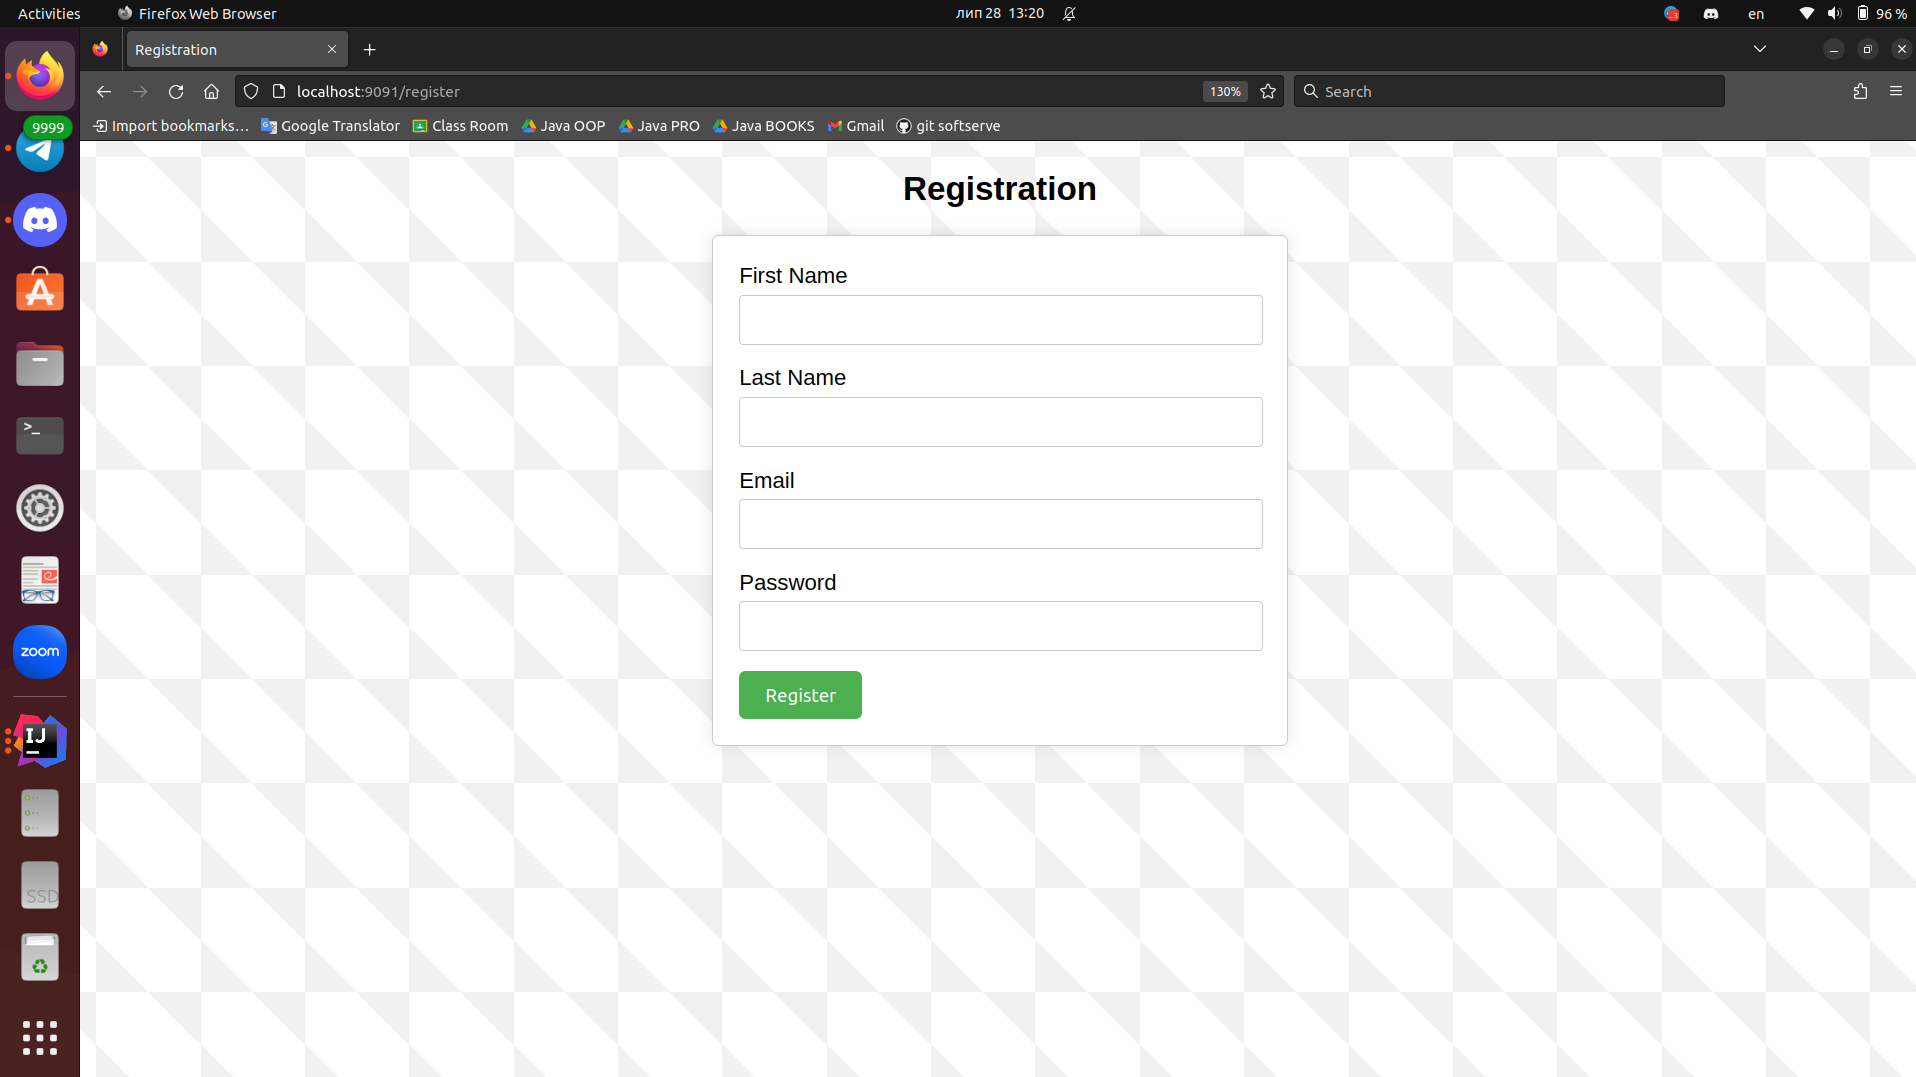 Activities Firefox Web Browser лип 28 13:20 en 96 %
Registration
localhost:9091/register 130% Search
Import bookmarks… Google Translator Class Room Java OOP Java PRO Java BOOKS Gmail git softserve
9999
Registration
First Name
Last Name
Email
Password
Register
>_
zoom
IJ
SSD